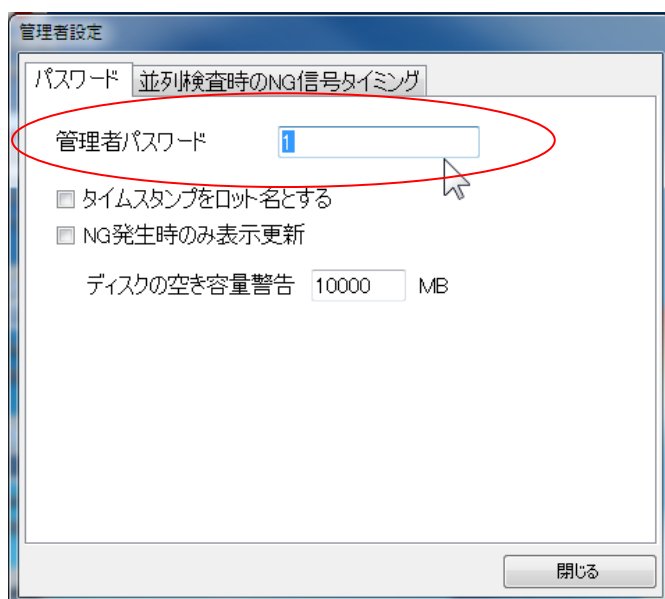 管理者設定
パスワード 並列検査時のNG信号タイミング
管理者パスワード 1
タイムスタンプをロット名とする
NG発生時のみ表示更新
ディスクの空き容量警告 10000 MB
閉じる